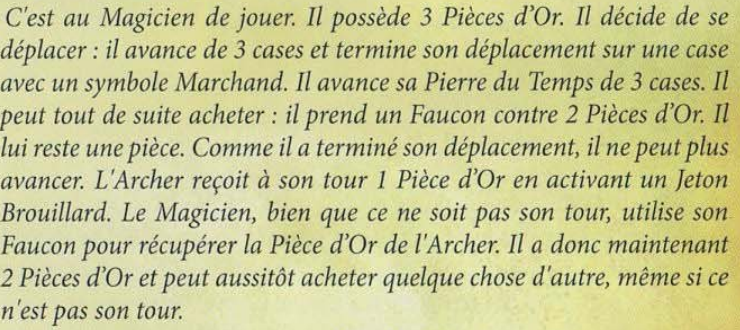 C'est au Magicien de jouer. Il possède 3 Pièces d'Or. Il décide de se
déplacer : il avance de 3 cases et termine son déplacement sur une case
avec un symbole Marchand. Il avance sa Pierre du Temps de 3 cases. Il
peut tout de suite acheter : il prend un Faucon contre 2 Pièces d'Or. Il
lui reste une pièce. Comme il a terminé son déplacement, il ne peut plus
avancer. L'Archer reçoit à son tour 1 Pièce d'Or en activant un Jeton
Brouillard. Le Magicien, bien que ce ne soit pas son tour, utilise son
Faucon pour récupérer la Pièce d'Or de l'Archer. Il a donc maintenant
2 Pièces d'Or et peut aussitôt acheter quelque chose d'autre, même si ce
n'est pas son tour.